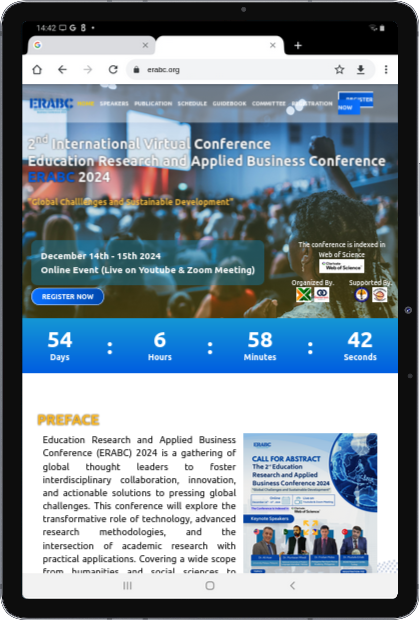 14:42
erabc.org
ERABC
HOME SPEAKERS PUBLICATION SCHEDULE GUIDEBOOK COMMITTEE REGISTRATION REGISTER NOW
2nd International Virtual Conference
Education Research and Applied Business Conference
ERABC 2024
"Global Challenges and Sustainable Development"
December 14th - 15th 2024
Online Event (Live on Youtube & Zoom Meeting)
REGISTER NOW
The conference is indexed in
Web of Science
Web of Science
Organized By.
Supported By.
54 : 6 : 58 : 42
Days Hours Minutes Seconds
PREFACE
Education Research and Applied Business
Conference (ERABC) 2024 is a gathering of
global thought leaders to foster
interdisciplinary collaboration, innovation,
and actionable solutions to pressing global
challenges. This conference will explore the
transformative role of technology, advanced
research methodologies, and the
intersection of academic research with
practical applications. Covering a wide scope
from humanities and social sciences to
ERABC
CALL FOR ABSTRACT
The 2nd Education
Research and Applied
Business Conference 2024
"Global Challenges and Sustainable Development"
Web of Science
Keynote Speakers